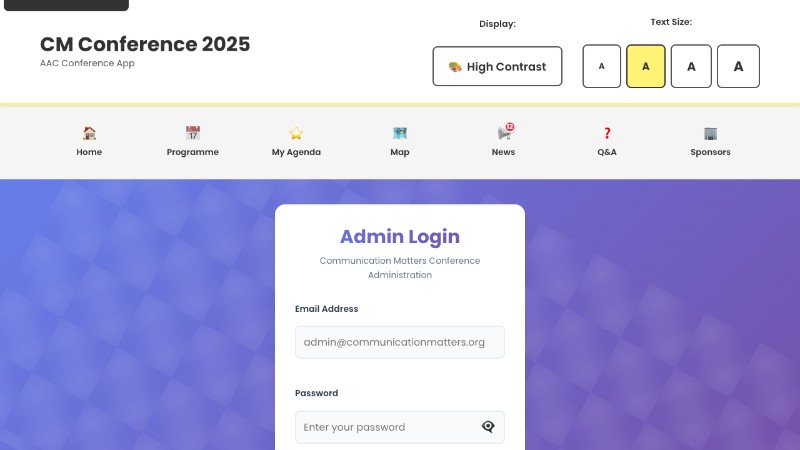 CM Conference 2025
AAC Conference App
Display:
High Contrast
Text Size:
A A A A
Home
Programme
My Agenda
Map
News
Q&A
Sponsors
17
12
Admin Login
Communication Matters Conference
Administration
Email Address
admin@communicationmatters.org
Password
Enter your password